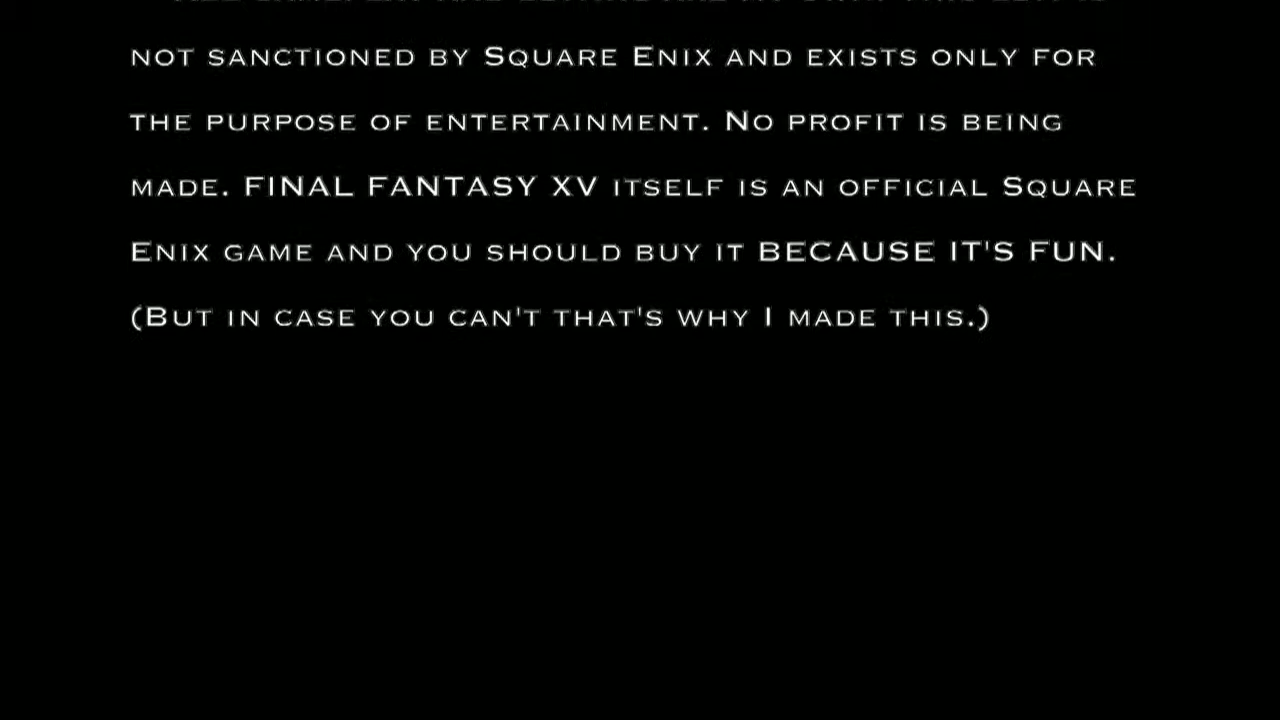 NOT SANCTIONED BY SQUARE ENIX AND EXISTS ONLY FOR
THE PURPOSE OF ENTERTAINMENT. NO PROFIT IS BEING
MADE. FINAL FANTASY XV ITSELF IS AN OFFICIAL SQUARE
ENIX GAME AND YOU SHOULD BUY IT BECAUSE IT'S FUN.
(BUT IN CASE YOU CAN'T THAT'S WHY I MADE THIS.)